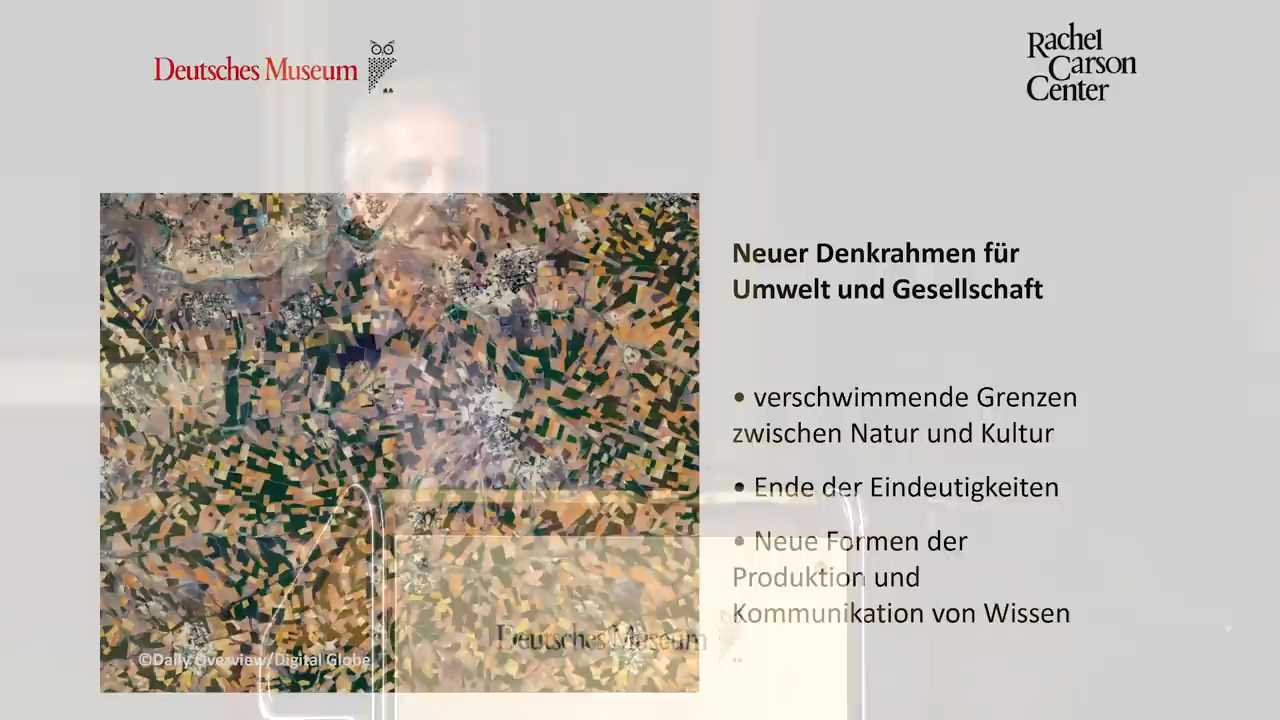 Deutsches Museum
Rachel
Carson
Center
Neuer Denkrahmen für
Umwelt und Gesellschaft
• verschwimmende Grenzen
zwischen Natur und Kultur
• Ende der Eindeutigkeiten
• Neue Formen der
Produktion und
Kommunikation von Wissen
Deutsches Museum
©Daily Overwiew/Digital Globe